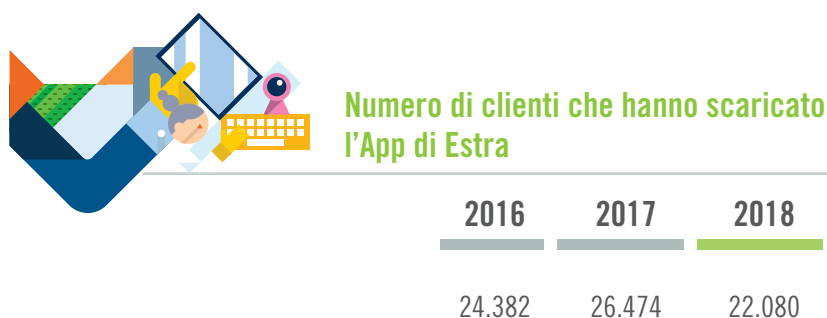 Numero di clienti che hanno scaricato
l’App di Estra
2016 2017 2018
24.382 26.474 22.080